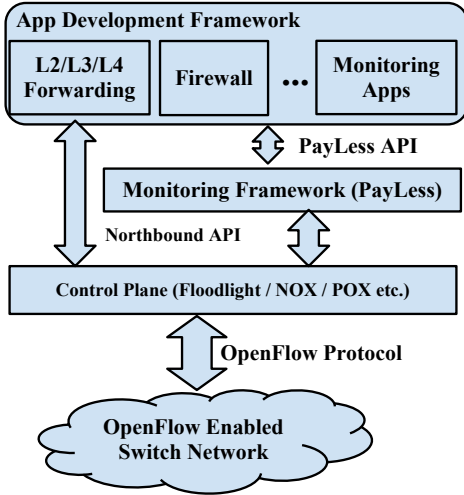 App Development Framework
L2/L3/L4
Forwarding
Firewall
...
Monitoring
Apps
PayLess API
Monitoring Framework (PayLess)
Northbound API
Control Plane (Floodlight / NOX / POX etc.)
OpenFlow Protocol
OpenFlow Enabled
Switch Network